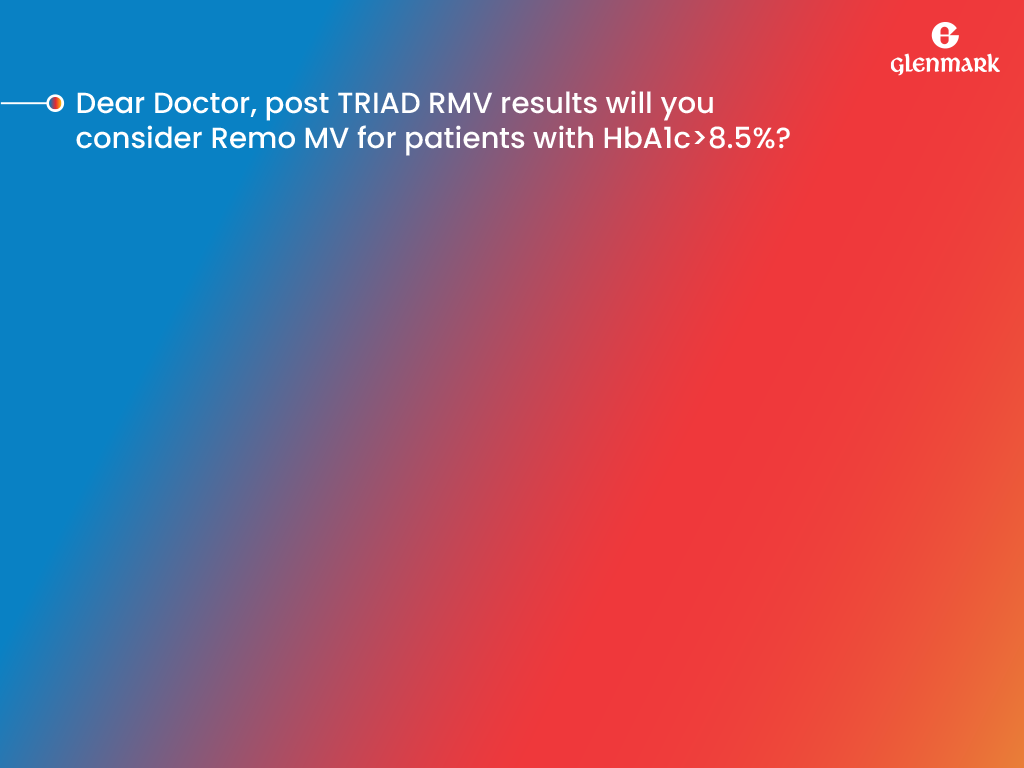 Glenmark
Dear Doctor, post TRIAD RMV results will you
consider Remo MV for patients with HbA1c>8.5%?